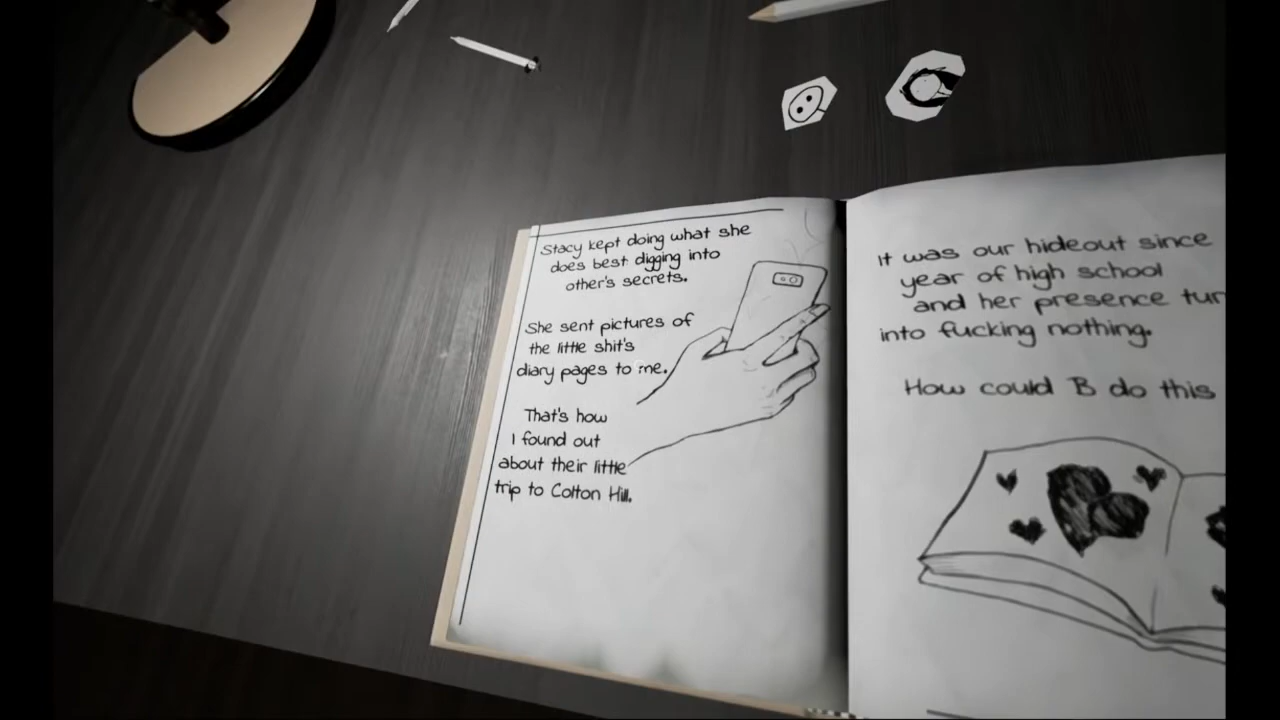 Stacy kept doing what she
does best digging into
other's secrets.
She sent pictures of
the little shit's
diary pages to me.
That's how
I found out
about their little
trip to Colton Hill.
It was our hideout since
year of high school
and her presence
into fucking nothing.
How could B do this